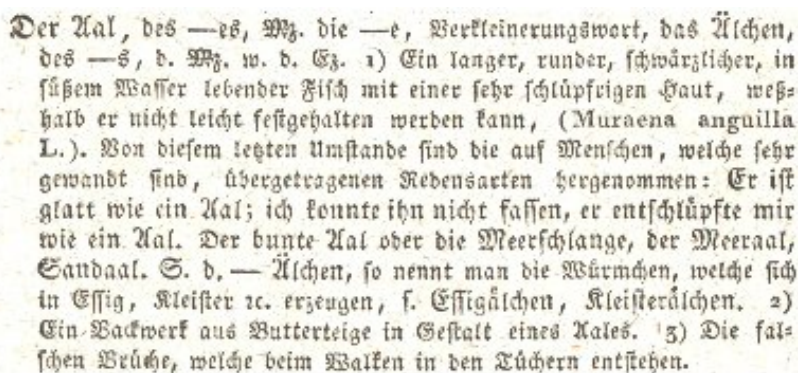 Der Aal, des —es, Mz. die —e, Verkleinerungswort, das Älchen,
des —s, d. Mz. w. d. Ez. 1) Ein langer, runder, schwärzlicher, in
süßem Wasser lebender Fisch mit einer sehr schlüpfrigen Haut, weß=
halb er nicht leicht festgehalten werden kann, (Muraena anguilla
L.). Von diesem letzten Umstande sind die auf Menschen, welche sehr
gewandt sind, übergetragenen Redensarten hergenommen: Er ist
glatt wie ein Aal; ich konnte ihn nicht fassen, er entschlüpfte mir
wie ein Aal. Der bunte Aal oder die Meerschlange, der Meeraal,
Sandaal. S. d. — Älchen, so nennt man die Würmchen, welche sich
in Essig, Kleister ꝛc. erzeugen, s. Essigälchen, Kleisterälchen. 2)
Ein Backwerk aus Butterteige in Gestalt eines Aales. 3) Die fal=
schen Brüche, welche beim Walken in den Tüchern entstehen.